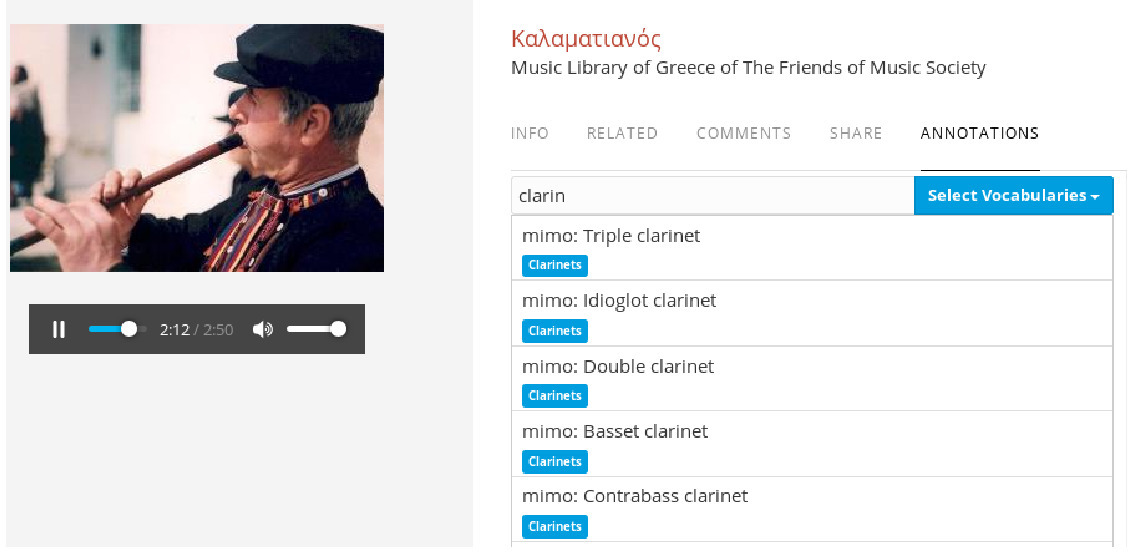 Καλαματιανός
Music Library of Greece of The Friends of Music Society
INFO RELATED COMMENTS SHARE ANNOTATIONS
clarin Select Vocabularies
mimo: Triple clarinet
Clarinets
mimo: Idioglot clarinet
Clarinets
mimo: Double clarinet
Clarinets
mimo: Basset clarinet
Clarinets
mimo: Contrabass clarinet
Clarinets
2:12 / 2:50